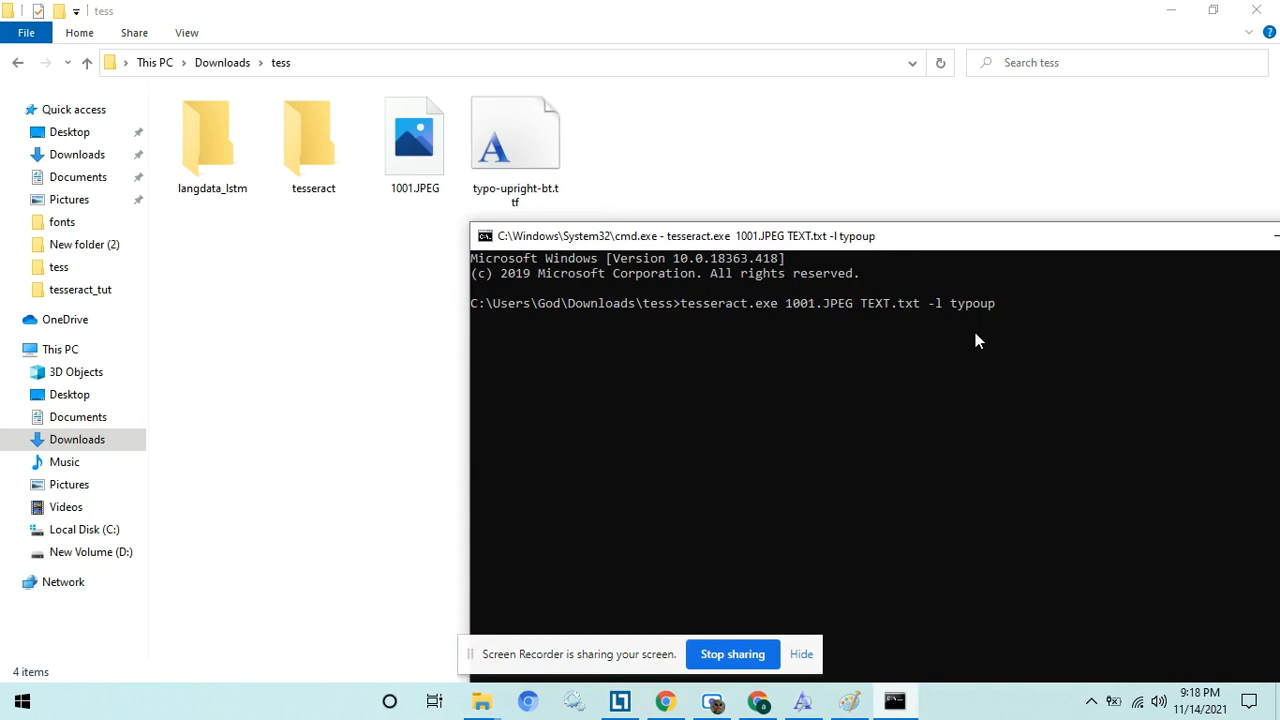 tess
File
Home
Share
View
This PC
Downloads
tess
Search tess
Quick access
Desktop
Downloads
Documents
Pictures
fonts
New folder (2)
tess
tesseract_tut
OneDrive
This PC
3D Objects
Desktop
Documents
Downloads
Music
Pictures
Videos
Local Disk (C:)
New Volume (D:)
Network
langdata_lstm
tesseract
1001.JPEG
typo-upright-bt.t
tf
C:\Windows\System32\cmd.exe - tesseract.exe 1001.JPEG TEXT.txt -l typoup
Microsoft Windows [Version 10.0.18363.418]
(c) 2019 Microsoft Corporation. All rights reserved.
C:\Users\God\Downloads\tess>tesseract.exe 1001.JPEG TEXT.txt -l typoup
Screen Recorder is sharing your screen.
Stop sharing
Hide
4 items
9:18 PM
11/14/2021